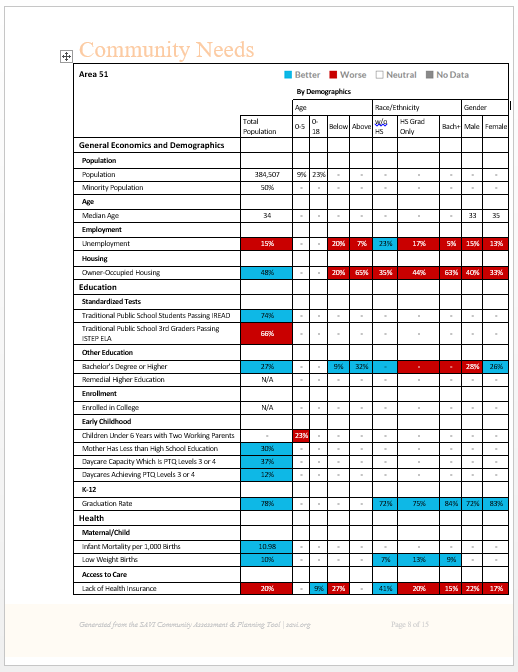 Community Needs
Area 51 Better Worse Neutral No Data
By Demographics
Age Race/Ethnicity Gender
Total Population 0-5 0-18 Below Above w/o HS HS Grad Only Bach+ Male Female
General Economics and Demographics
Population
Population 384,507 9% 23% - - - - - - -
Minority Population 50% - - - - - - - - -
Age
Median Age 34 - - - - - - - 33 35
Employment
Unemployment 15% - - 20% 7% 23% 17% 5% 15% 13%
Housing
Owner-Occupied Housing 48% - - 20% 65% 35% 44% 63% 40% 33%
Education
Standardized Tests
Traditional Public School Students Passing IREAD 74% - - - - - - - - -
Traditional Public School 3rd Graders Passing
ISTEP ELA 66% - - - - - - - - -
Other Education
Bachelor's Degree or Higher 27% - - 9% 32% - - - 28% 26%
Remedial Higher Education N/A - - - - - - - - -
Enrollment
Enrolled in College N/A - - - - - - - - -
Early Childhood
Children Under 6 Years with Two Working Parents - 23% - - - - - - - -
Mother Has Less than High School Education 30% - - - - - - - - -
Daycare Capacity Which is PTQ Levels 3 or 4 37% - - - - - - - - -
Daycares Achieving PTQ Levels 3 or 4 12% - - - - - - - - -
K-12
Graduation Rate 78% - - - - 72% 75% 84% 72% 83%
Health
Maternal/Child
Infant Mortality per 1,000 Births 10.98 - - - - - - - - -
Low Weight Births 10% - - - - 7% 13% 9% - -
Access to Care
Lack of Health Insurance 20% - 9% 27% - 41% 20% 15% 22% 17%
Generated from the SAVI Community Assessment & Planning Tool | savi.org Page 8 of 15